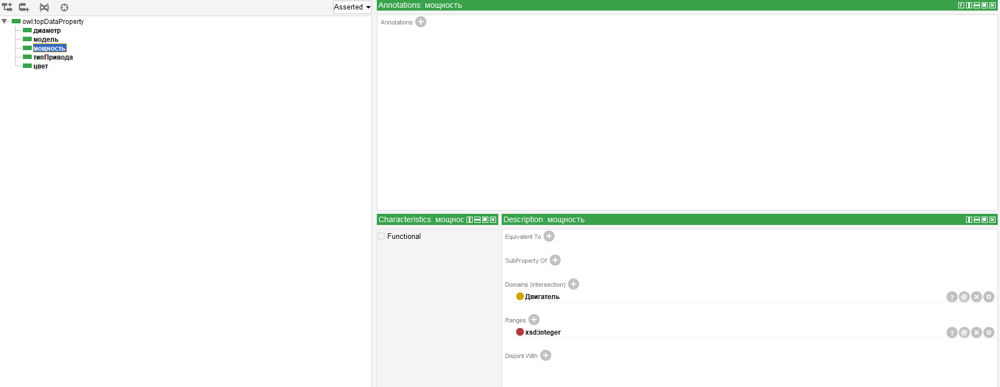 Asserted
owl:topDataProperty
диаметр
модель
мощность
типПривода
цвет
Annotations: мощность
Annotations
Characteristics: мощнос
Functional
Description: мощность
Equivalent To
SubProperty Of
Domains (intersection)
Двигатель
Ranges
xsd:integer
Disjoint With